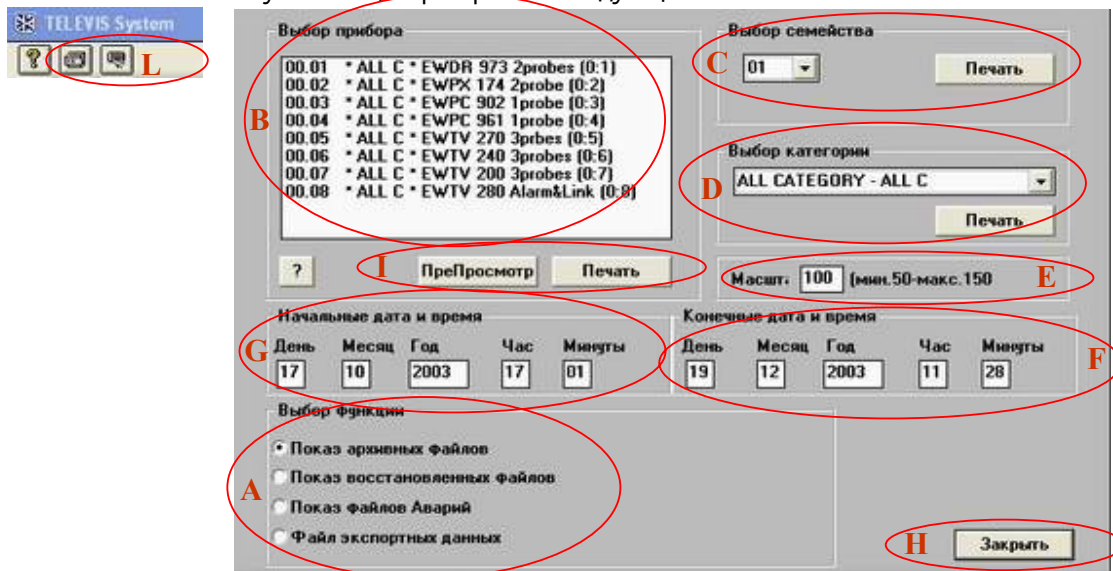 TELEVIS System
? L
Выбор прибора
00.01 * ALL C * EWDR 973 2probes (0:1)
00.02 * ALL C * EWPX 174 2probe (0:2)
00.03 * ALL C * EWPC 902 1probe (0:3)
00.04 * ALL C * EWPC 961 1probe (0:4)
00.05 * ALL C * EWTV 270 3prbes (0:5)
00.06 * ALL C * EWTV 240 3probes (0:6)
00.07 * ALL C * EWTV 200 3probes (0:7)
00.08 * ALL C * EWTV 280 Alarm&Link (0:8)
B
? I ПреПросмотр Печать
Выбор семейства
C 01 Печать
Выбор категории
D ALL CATEGORY - ALL C
Печать
Масшт. 100 (мин.50-макс.150 E
Начальные дата и время
G День Месяц Год Час Минуты
17 10 2003 17 01
Конечные дата и время
День Месяц Год Час Минуты F
19 12 2003 11 28
Выбор функции
Показ архивных файлов
Показ восстановленных файлов
A
Показ файлов Аварий
Файл экспортных данных
H Закрыть